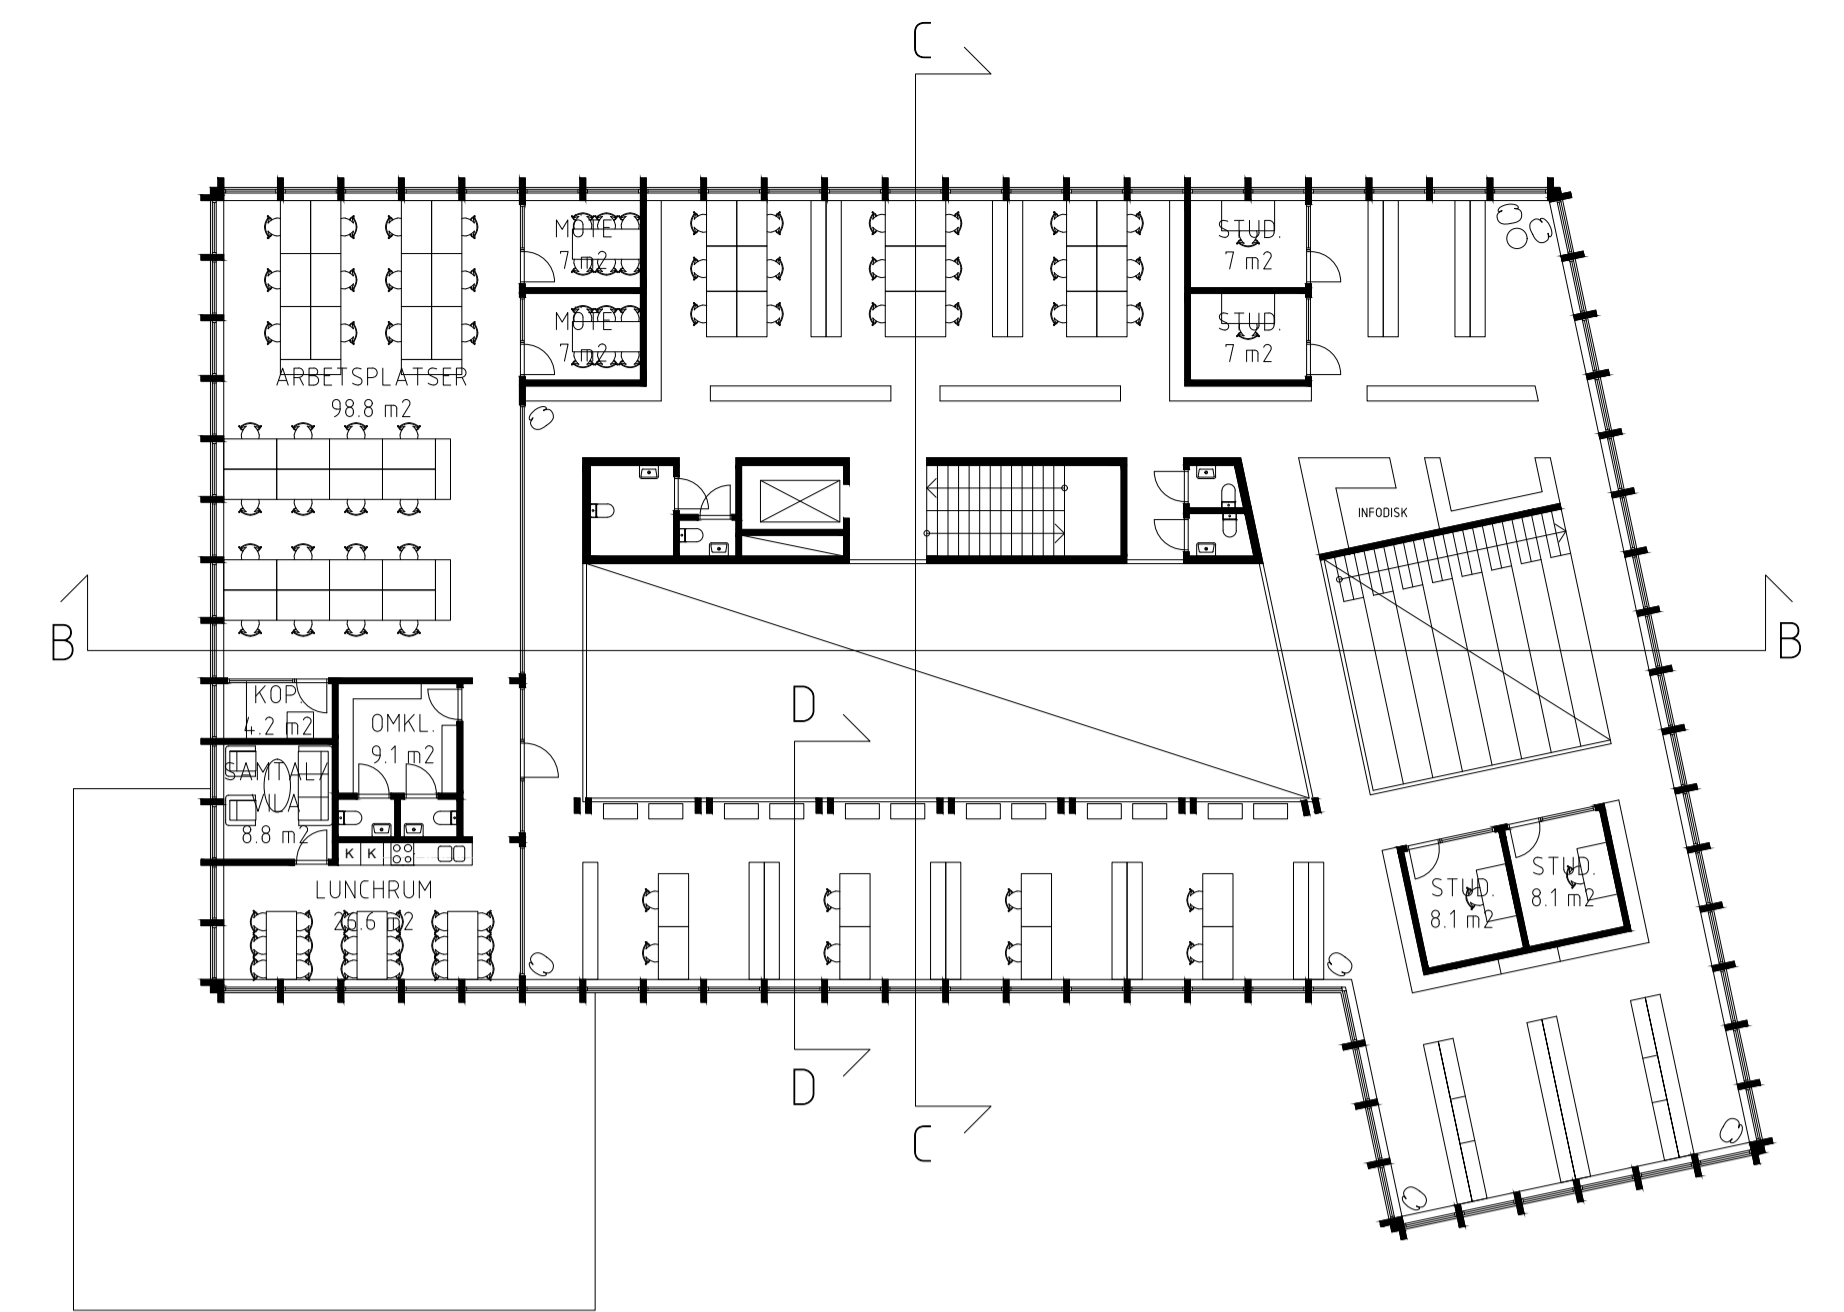 C
MÖTE
7 m2
STUD.
7 m2
MÖTE
7 m2
STUD.
7 m2
ARBETSPLATSER
98.8 m2
INFODISK
B
B
KOP.
4.2 m2
OMKL.
9.1 m2
D
SAMTAL/
VILA
8.8 m2
K K
LUNCHRUM
26.6 m2
STUD.
8.1 m2
STUD.
8.1 m2
D
C